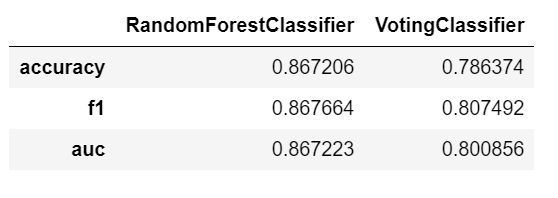 RandomForestClassifier VotingClassifier
accuracy 0.867206 0.786374
f1 0.867664 0.807492
auc 0.867223 0.800856